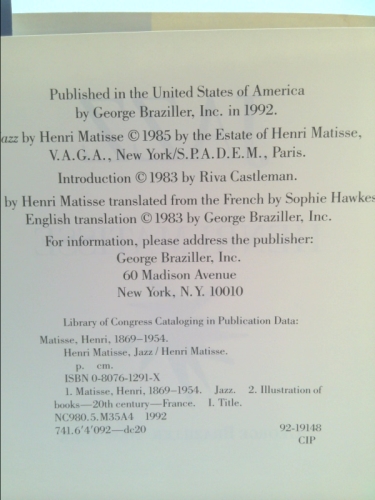 Published in the United States of America
by George Braziller, Inc. in 1992.
azz by Henri Matisse © 1985 by the Estate of Henri Matisse,
V.A.G.A., New York/S.P.A.D.E.M., Paris.
Introduction © 1983 by Riva Castleman.
by Henri Matisse translated from the French by Sophie Hawkes
English translation © 1983 by George Braziller, Inc.
For information, please address the publisher:
George Braziller, Inc.
60 Madison Avenue
New York, N.Y. 10010
Library of Congress Cataloging in Publication Data:
Matisse, Henri, 1869–1954.
Henri Matisse, Jazz / Henri Matisse.
p. cm.
ISBN 0-8076-1291-X
1. Matisse, Henri, 1869–1954. Jazz. 2. Illustration of
books—20th century—France. I. Title.
NC980.5.M35A4 1992
741.6'4'092—dc20 92-19148
CIP